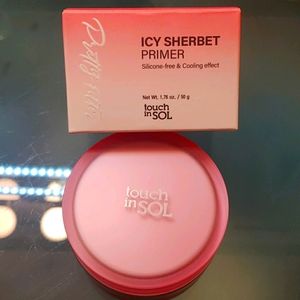 Pretty filter
ICY SHERBET
PRIMER
Silicone-free & Cooling effect
Net Wt. 1.76 oz. / 50 g
touch
in SOL
touch
in SOL